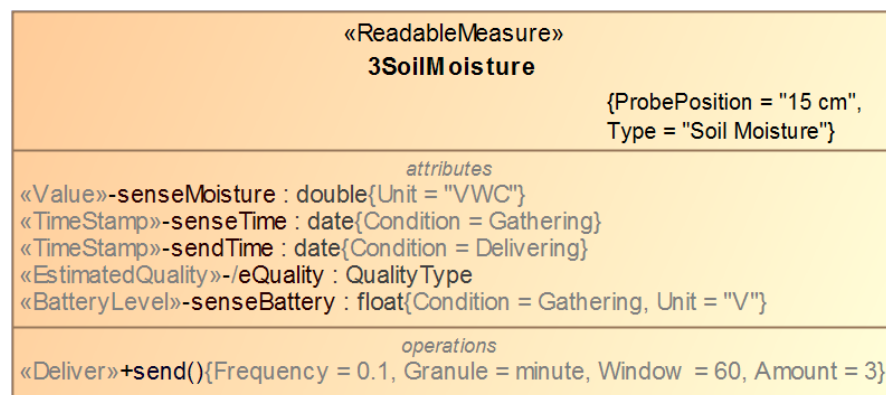 «ReadableMeasure»
3SoilMoisture
{ProbePosition = "15 cm",
Type = "Soil Moisture"}
attributes
«Value»-senseMoisture : double{Unit = "VWC"}
«TimeStamp»-senseTime : date{Condition = Gathering}
«TimeStamp»-sendTime : date{Condition = Delivering}
«EstimatedQuality»-/eQuality : QualityType
«BatteryLevel»-senseBattery : float{Condition = Gathering, Unit = "V"}
operations
«Deliver»+send(){Frequency = 0.1, Granule = minute, Window = 60, Amount = 3}